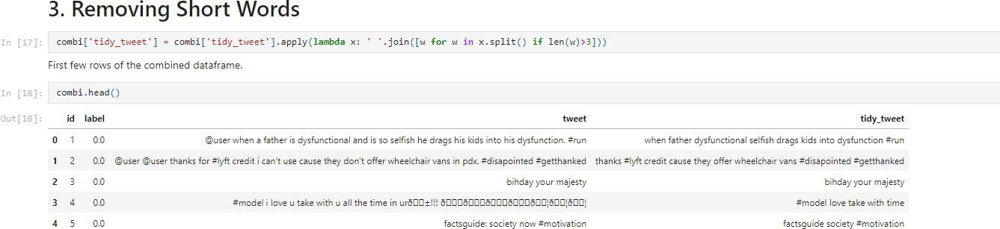 3. Removing Short Words
In [17]: combi['tidy_tweet'] = combi['tidy_tweet'].apply(lambda x: ' '.join([w for w in x.split() if len(w)>3]))
First few rows of the combined dataframe.
In [18]: combi.head()
Out[18]: id label tweet tidy_tweet
0 1 0.0 @user when a father is dysfunctional and is so selfish he drags his kids into his dysfunction. #run when father dysfunctional selfish drags kids into dysfunction #run
1 2 0.0 @user @user thanks for #lyft credit i can't use cause they don't offer wheelchair vans in pdx. #disapointed #getthanked thanks #lyft credit cause they offer wheelchair vans #disapointed #getthanked
2 3 0.0 bihday your majesty bihday your majesty
3 4 0.0 #model i love u take with u all the time in #model love take with time
4 5 0.0 factsguide: society now #motivation factsguide society #motivation